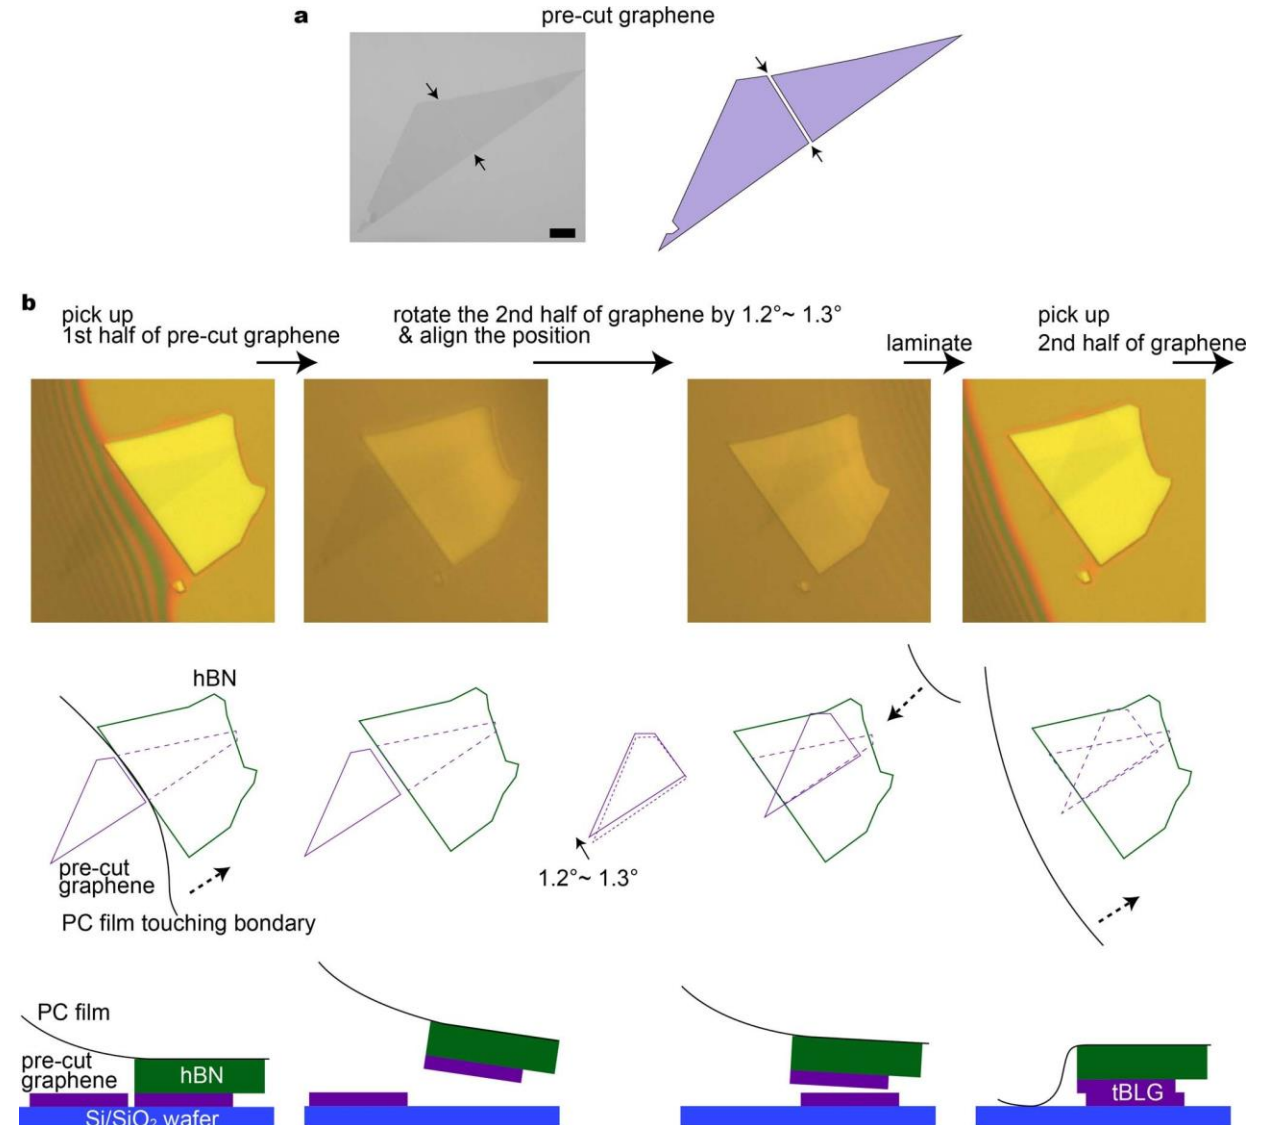 a
pre-cut graphene
b
pick up
1st half of pre-cut graphene
rotate the 2nd half of graphene by 1.2°~ 1.3°
& align the position
laminate
pick up
2nd half of graphene
hBN
pre-cut
graphene
1.2°~ 1.3°
PC film touching bondary
PC film
pre-cut
graphene
hBN
tBLG
Si/SiO₂ wafer